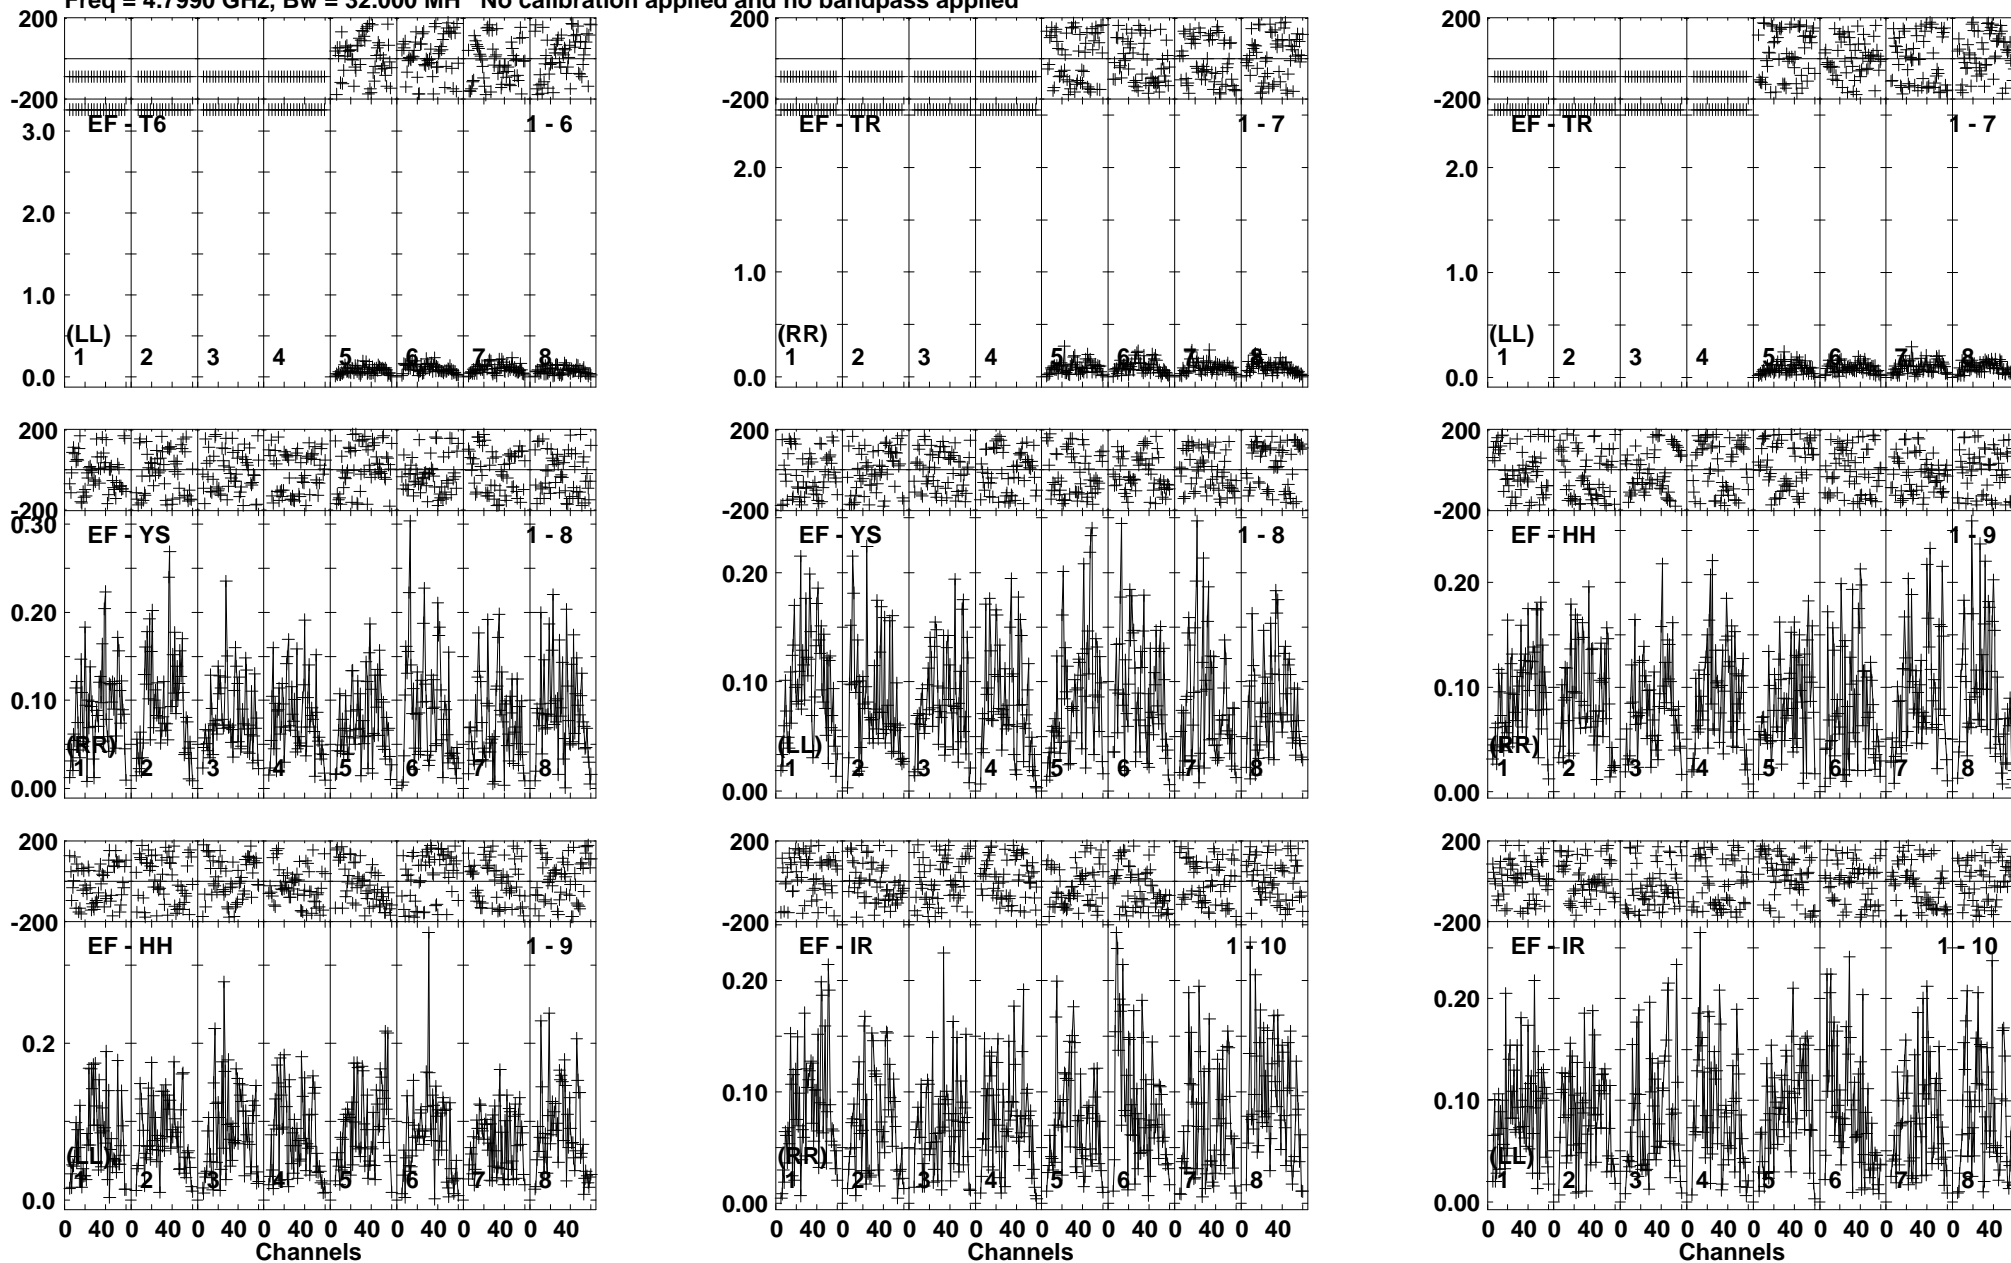 Freq = 4.7990 GHz, Bw = 32.000 MH No calibration applied and no bandpass applied
200
-200
EF - T6 1 - 6
3.0
2.0
1.0
0.0
(LL)
1 2 3 4 5 6 7 8
200
-200
EF - TR 1 - 7
2.0
1.0
0.0
(RR)
1 2 3 4 5 6 7 8
200
-200
EF - TR 1 - 7
2.0
1.0
0.0
(LL)
1 2 3 4 5 6 7 8
200
-200
0.30
EF - YS 1 - 8
0.20
0.10
0.00
(RR)
1 2 3 4 5 6 7 8
200
-200
EF - YS 1 - 8
0.20
0.10
0.00
(LL)
1 2 3 4 5 6 7 8
200
-200
EF - HH 1 - 9
0.20
0.10
0.00
(RR)
1 2 3 4 5 6 7 8
200
-200
EF - HH 1 - 9
0.2
0.0
(LL)
1 2 3 4 5 6 7 8
0 40 0 40 0 40 0 40 0 40 0 40 0 40 0 40
Channels
200
-200
EF - IR 1 - 10
0.20
0.10
0.00
(RR)
1 2 3 4 5 6 7 8
0 40 0 40 0 40 0 40 0 40 0 40 0 40 0 40
Channels
200
-200
EF - IR 1 - 10
0.20
0.10
0.00
(LL)
1 2 3 4 5 6 7 8
0 40 0 40 0 40 0 40 0 40 0 40 0 40 0 40
Channels